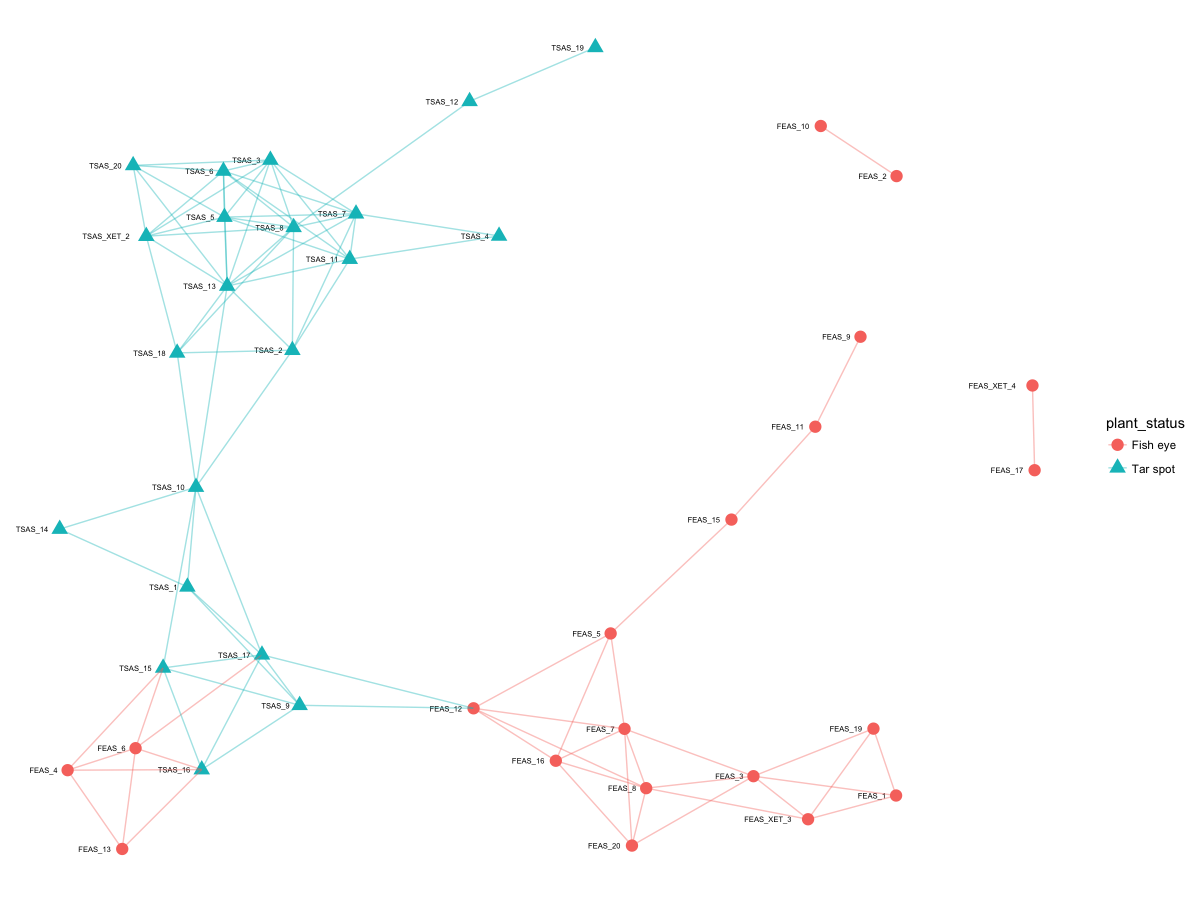 TSAS_19
TSAS_12
FEAS_10
TSAS_3
TSAS_20
TSAS_6
FEAS_2
TSAS_7
TSAS_5
TSAS_8
TSAS_XET_2
TSAS_4
TSAS_11
TSAS_13
FEAS_9
TSAS_2
TSAS_18
FEAS_XET_4
plant_status
FEAS_11
Fish eye
Tar spot
FEAS_17
TSAS_10
FEAS_15
TSAS_14
TSAS_1
FEAS_5
TSAS_17
TSAS_15
TSAS_9
FEAS_12
FEAS_7
FEAS_19
FEAS_6
FEAS_16
FEAS_4
TSAS_16
FEAS_3
FEAS_8
FEAS_1
FEAS_XET_3
FEAS_20
FEAS_13